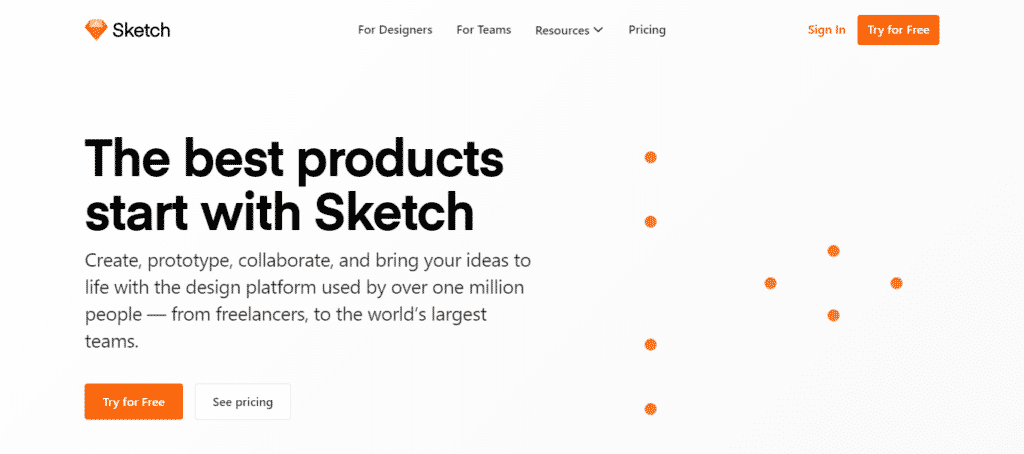 Sketch
For Designers
For Teams
Resources
Pricing
Sign In
Try for Free
The best products
start with Sketch
Create, prototype, collaborate, and bring your ideas to
life with the design platform used by over one million
people — from freelancers, to the world’s largest
teams.
Try for Free
See pricing